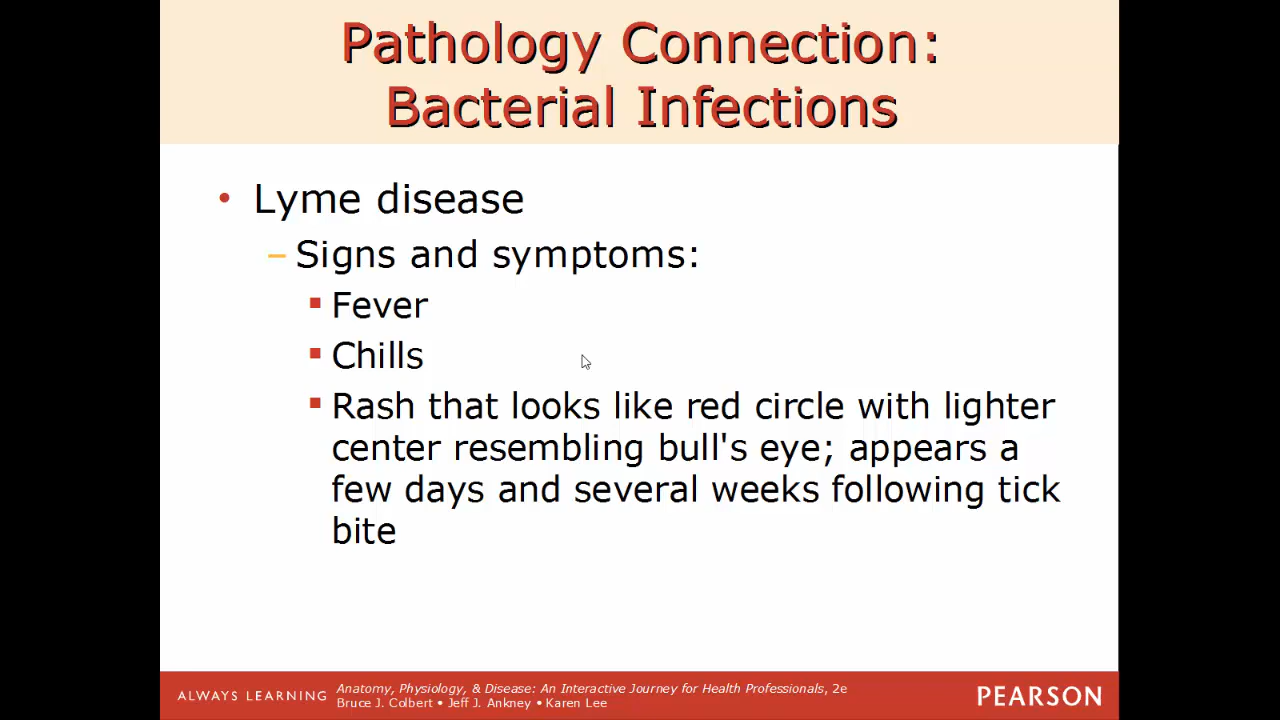 Pathology Connection:
Bacterial Infections
• Lyme disease
– Signs and symptoms:
▪ Fever
▪ Chills
▪ Rash that looks like red circle with lighter
center resembling bull's eye; appears a
few days and several weeks following tick
bite
ALWAYS LEARNING
Anatomy, Physiology, & Disease: An Interactive Journey for Health Professionals, 2e
Bruce J. Colbert • Jeff J. Ankney • Karen Lee
PEARSON